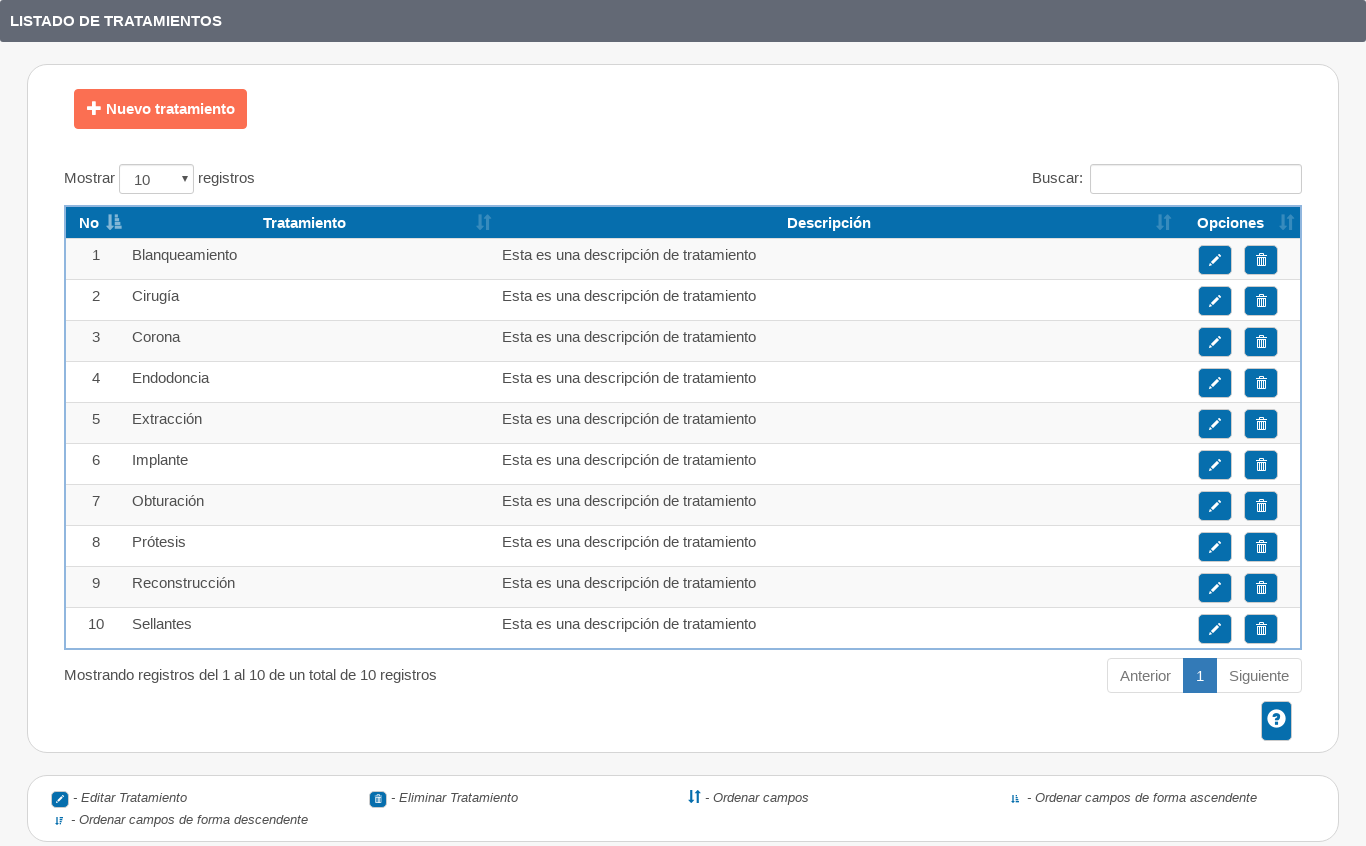 LISTADO DE TRATAMIENTOS
Nuevo tratamiento
Mostrar 10 registros Buscar:
No Tratamiento Descripción Opciones
1 Blanqueamiento Esta es una descripción de tratamiento
2 Cirugía Esta es una descripción de tratamiento
3 Corona Esta es una descripción de tratamiento
4 Endodoncia Esta es una descripción de tratamiento
5 Extracción Esta es una descripción de tratamiento
6 Implante Esta es una descripción de tratamiento
7 Obturación Esta es una descripción de tratamiento
8 Prótesis Esta es una descripción de tratamiento
9 Reconstrucción Esta es una descripción de tratamiento
10 Sellantes Esta es una descripción de tratamiento
Mostrando registros del 1 al 10 de un total de 10 registros Anterior 1 Siguiente
- Editar Tratamiento - Eliminar Tratamiento - Ordenar campos - Ordenar campos de forma ascendente
- Ordenar campos de forma descendente